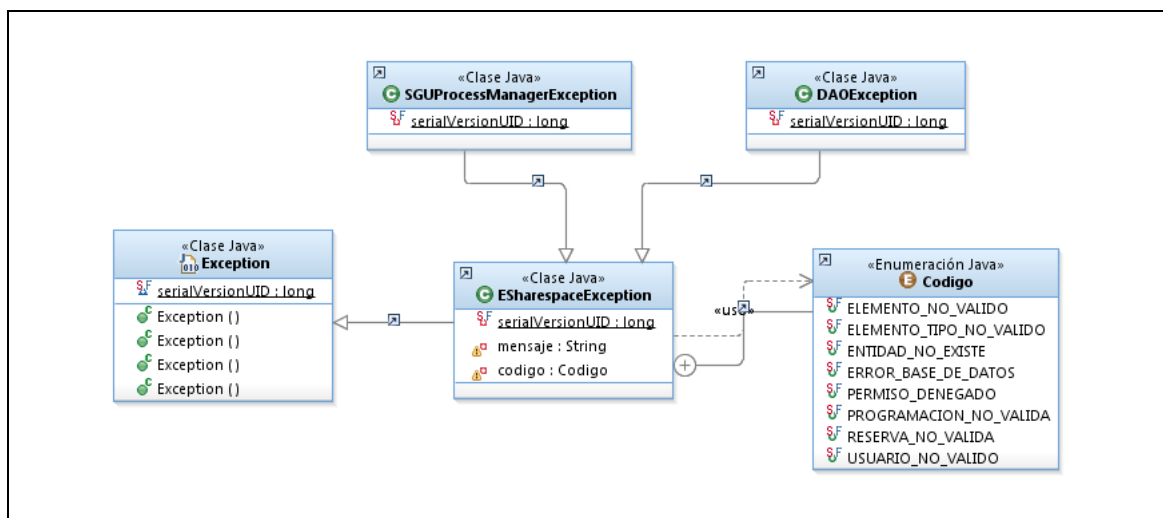 «Clase Java»
SGUProcessManagerException
serialVersionUID : long
«Clase Java»
DAOException
serialVersionUID : long
«Clase Java»
Exception
serialVersionUID : long
Exception ( )
Exception ( )
Exception ( )
Exception ( )
«Clase Java»
ESharespaceException
serialVersionUID : long
mensaje : String
codigo : Codigo
«use»
«Enumeración Java»
Codigo
ELEMENTO_NO_VALIDO
ELEMENTO_TIPO_NO_VALIDO
ENTIDAD_NO_EXISTE
ERROR_BASE_DE_DATOS
PERMISO_DENEGADO
PROGRAMACION_NO_VALIDA
RESERVA_NO_VALIDA
USUARIO_NO_VALIDO